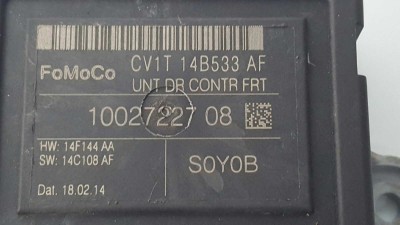 FoMoCo
CV1T 14B533 AF
UNT DR CONTR FRT
10027227 08
HW: 14F144 AA
SW: 14C108 AF
S0Y0B
Dat. 18.02.14